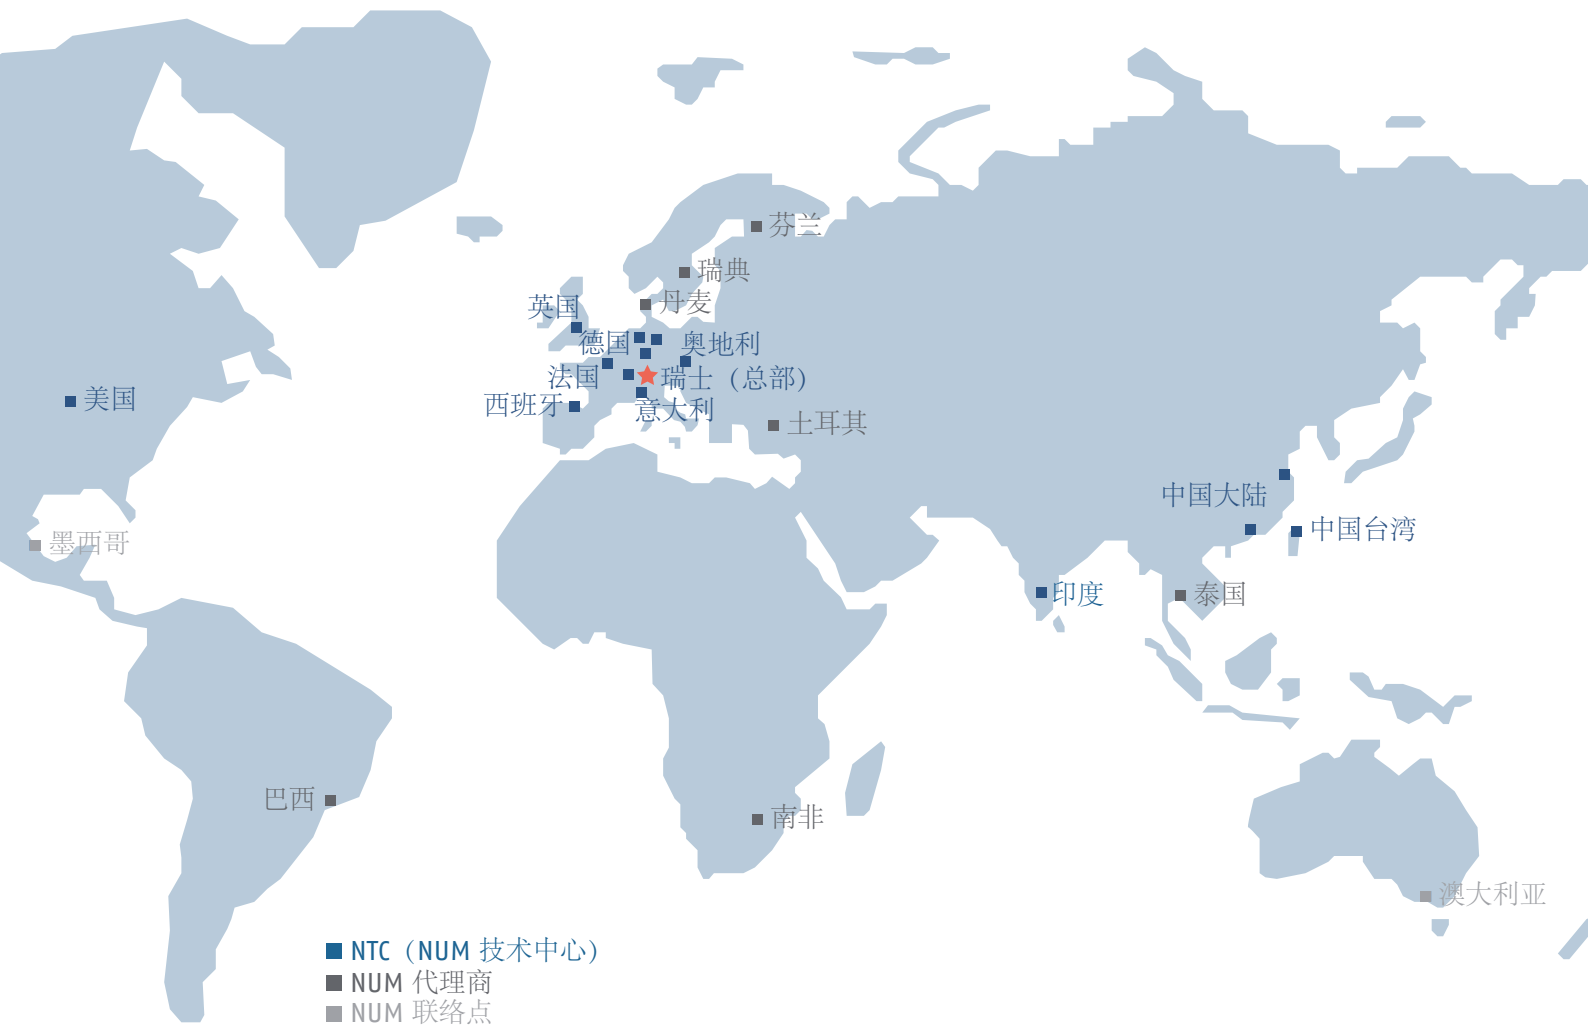 芬兰
瑞典
丹麦
英国
德国
奥地利
法国
瑞士（总部）
美国
西班牙
意大利
土耳其
中国大陆
中国台湾
墨西哥
印度
泰国
巴西
南非
澳大利亚
NTC（NUM 技术中心）
NUM 代理商
NUM 联络点